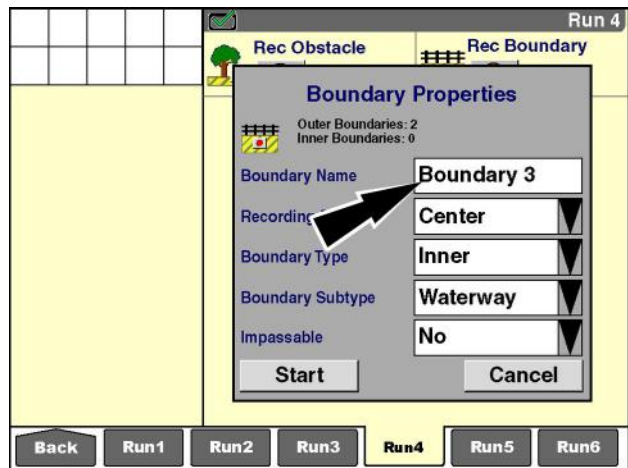 Run 4
Rec Obstacle
Rec Boundary
Boundary Properties
Outer Boundaries: 2
Inner Boundaries: 0
Boundary Name
Boundary 3
Recording
Center
Boundary Type
Inner
Boundary Subtype
Waterway
Impassable
No
Start
Cancel
Back
Run1
Run2
Run3
Run4
Run5
Run6